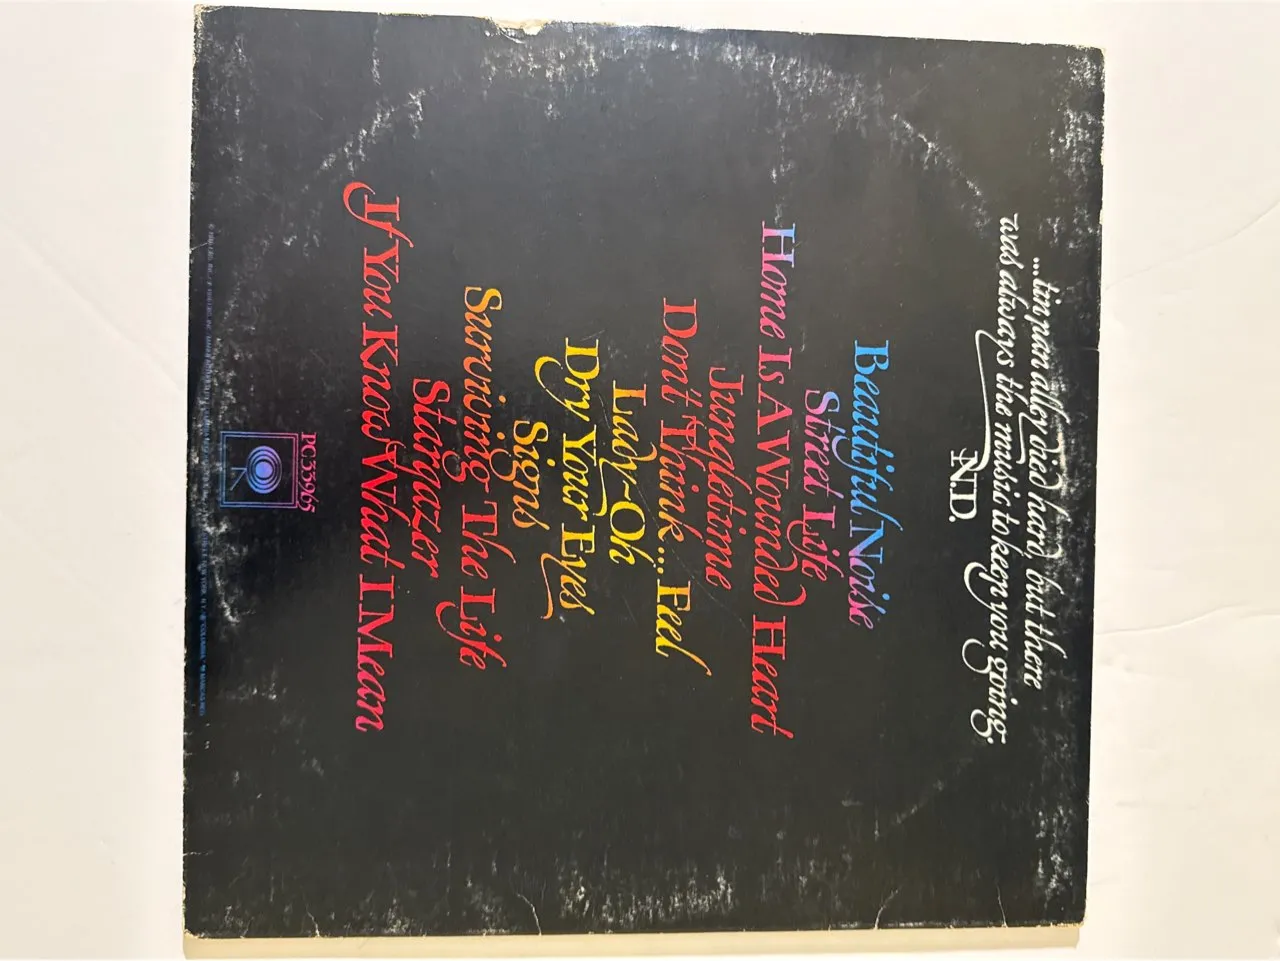 ...tin pan alley died hard, but there
was always the music to keep you going.
N.D.
Beautiful Noise
Street Life
Home Is A Wounded Heart
Jungletime
Don't Think...Feel
Lady-Oh
Dry Your Eyes
Signs
Surviving The Life
Stargazer
If You Know What I Mean
PC33965